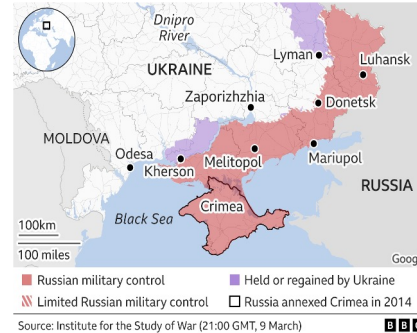 Dnipro
River
Lyman
Luhansk
UKRAINE
Zaporizhzhia
Donetsk
MOLDOVA
Odesa
Kherson
Melitopol
Mariupol
RUSSIA
Crimea
Black Sea
100km
100 miles
Goog
Russian military control
Held or regained by Ukraine
Limited Russian military control
Russia annexed Crimea in 2014
Source: Institute for the Study of War (21:00 GMT, 9 March)
B B